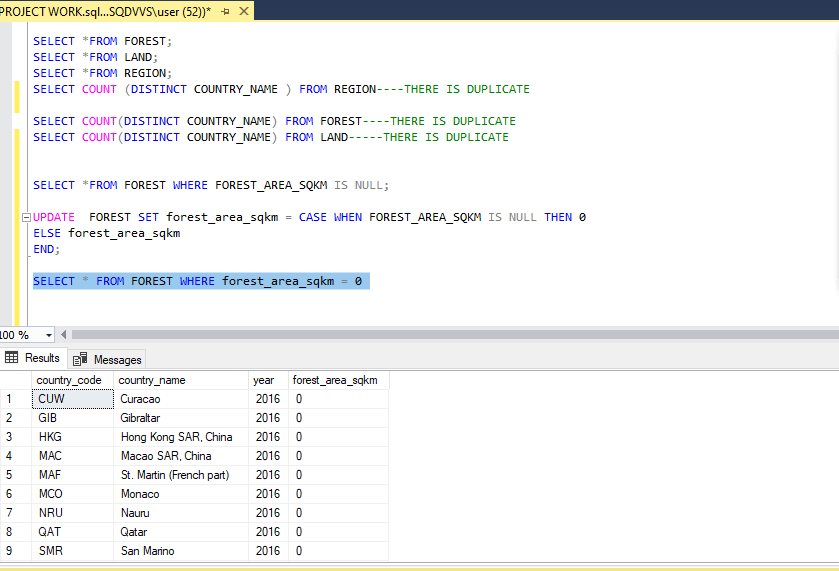 PROJECT WORK.sql...SQDVVS\user (52))*
SELECT *FROM FOREST;
SELECT *FROM LAND;
SELECT *FROM REGION;
SELECT COUNT (DISTINCT COUNTRY_NAME ) FROM REGION----THERE IS DUPLICATE
SELECT COUNT(DISTINCT COUNTRY_NAME) FROM FOREST----THERE IS DUPLICATE
SELECT COUNT(DISTINCT COUNTRY_NAME) FROM LAND-----THERE IS DUPLICATE
SELECT *FROM FOREST WHERE FOREST_AREA_SQKM IS NULL;
UPDATE  FOREST SET forest_area_sqkm = CASE WHEN FOREST_AREA_SQKM IS NULL THEN 0
ELSE forest_area_sqkm
END;
SELECT * FROM FOREST WHERE forest_area_sqkm = 0
100 %
Results Messages
country_code country_name year forest_area_sqkm
1 CUW Curacao 2016 0
2 GIB Gibraltar 2016 0
3 HKG Hong Kong SAR, China 2016 0
4 MAC Macao SAR, China 2016 0
5 MAF St. Martin (French part) 2016 0
6 MCO Monaco 2016 0
7 NRU Nauru 2016 0
8 QAT Qatar 2016 0
9 SMR San Marino 2016 0